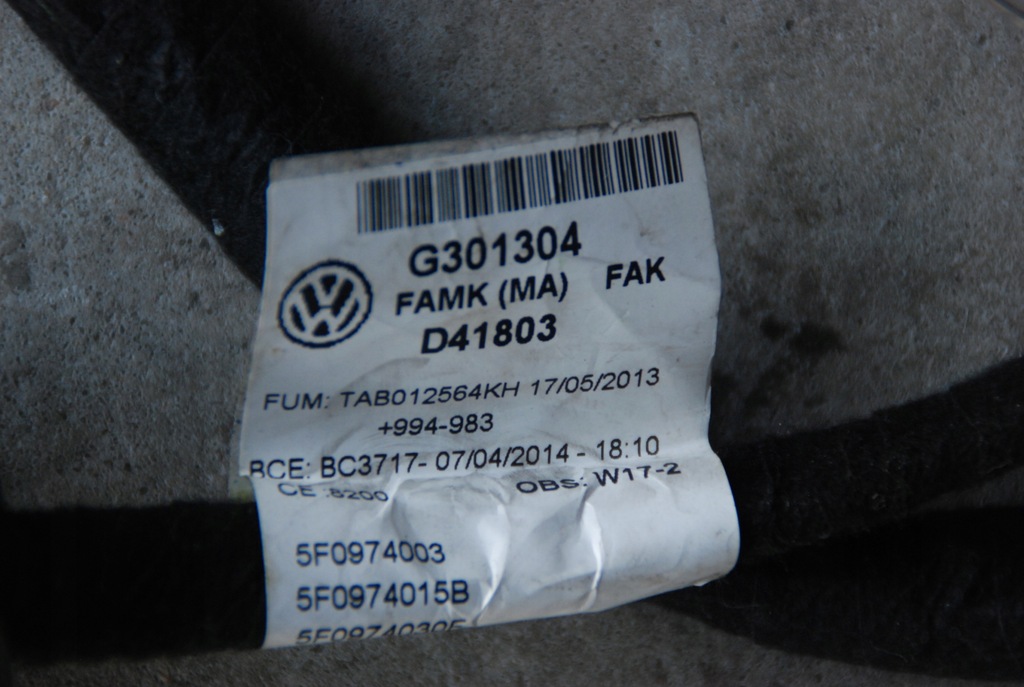 G301304
FAMK (MA) FAK
D41803
FUM: TAB012564KH 17/05/2013
+994-983
BCE: BC3717- 07/04/2014 - 18:10
CE :8200 OBS: W17-2
5F0974003
5F0974015B